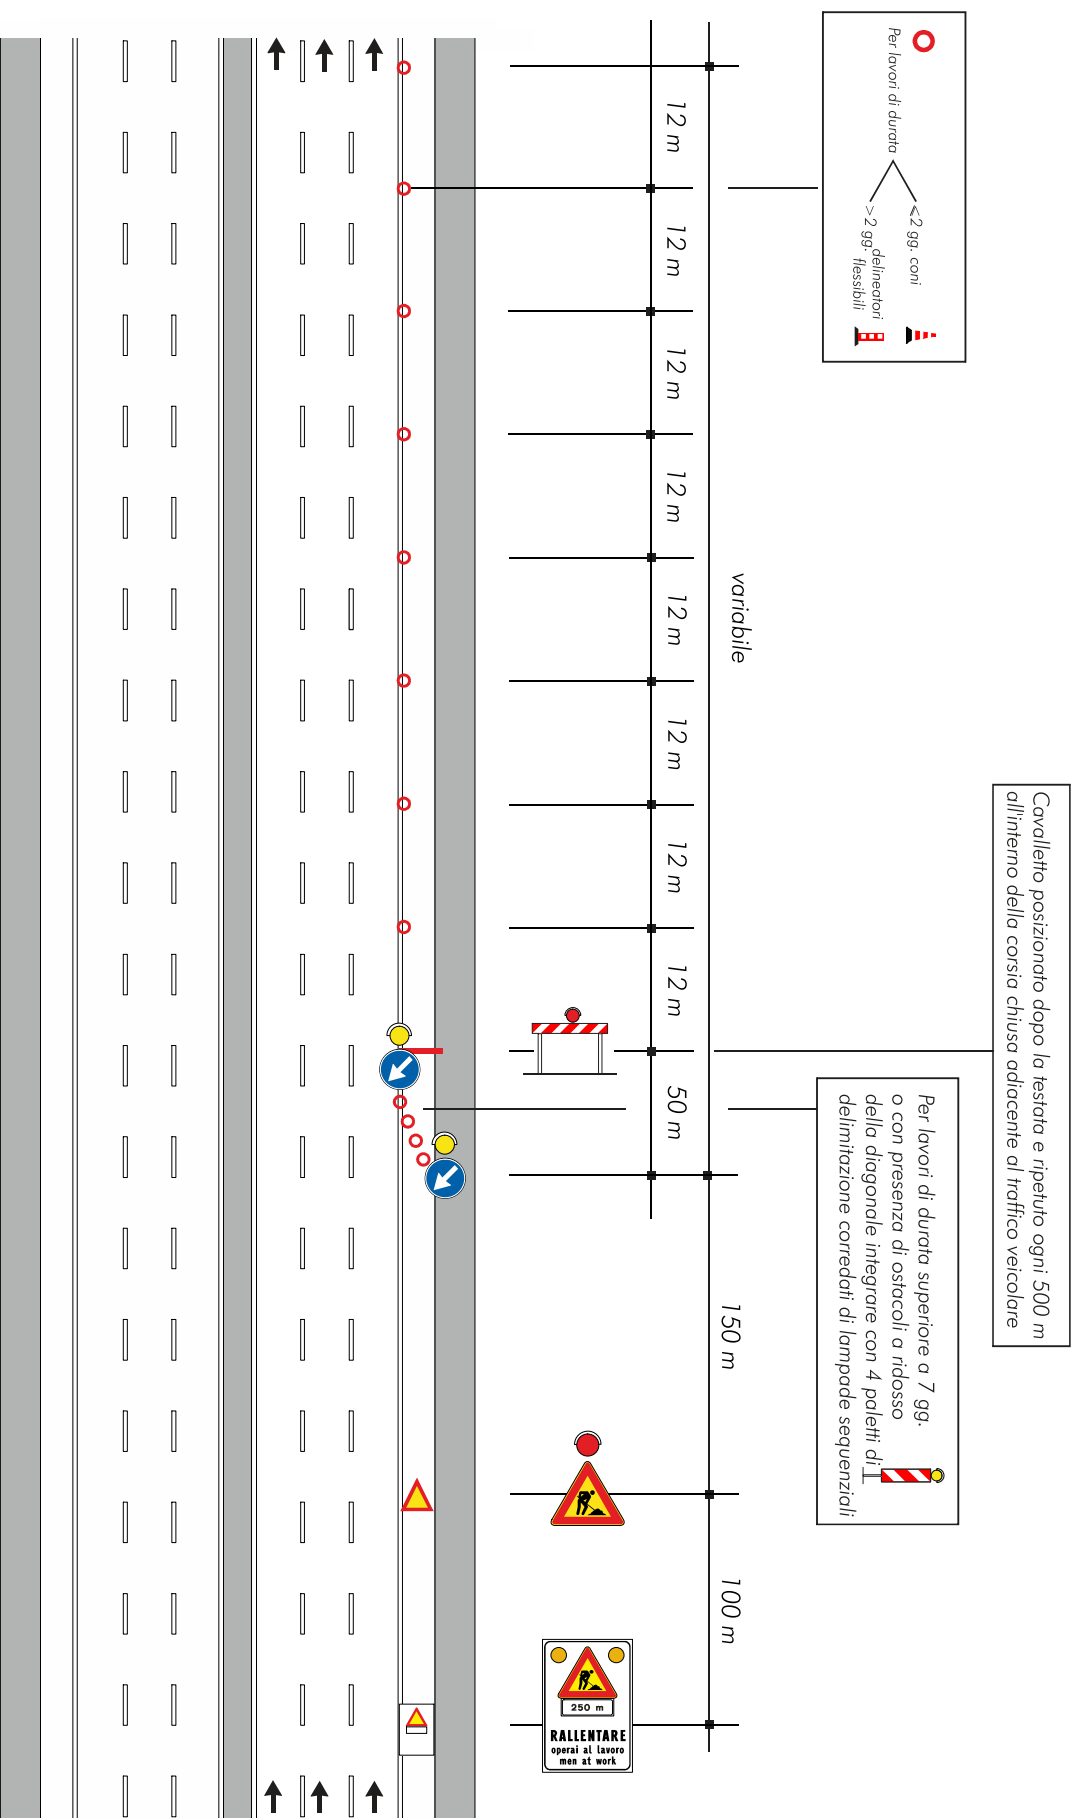 Per lavori di durata
<2 gg. coni
>2 gg. delineatori
flessibili
12 m
12 m
12 m
12 m
12 m
12 m
12 m
12 m
50 m
variabile
150 m
100 m
Cavalletto posizionato dopo la testata e ripetuto ogni 500 m
all'interno della corsia chiusa adiacente al traffico veicolare
Per lavori di durata superiore a 7 gg.
o con presenza di ostacoli a ridosso
della diagonale integrare con 4 paletti di
delimitazione corredati di lampade sequenziali
250 m
RALLENTARE
operai al lavoro
men at work